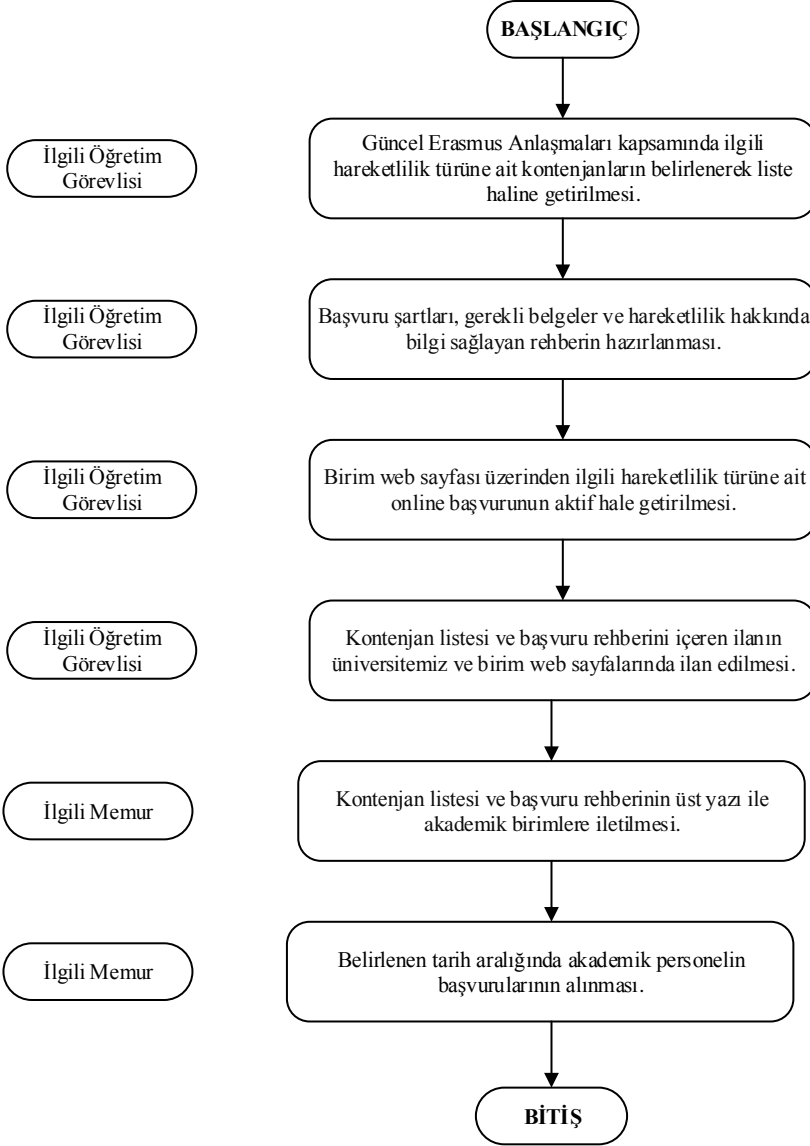 BAŞLANGIÇ
İlgili Öğretim
Görevlisi
Güncel Erasmus Anlaşmaları kapsamında ilgili
hareketlilik türüne ait kontenjanların belirlenerek liste
haline getirilmesi.
İlgili Öğretim
Görevlisi
Başvuru şartları, gerekli belgeler ve hareketlilik hakkında
bilgi sağlayan rehberin hazırlanması.
İlgili Öğretim
Görevlisi
Birim web sayfası üzerinden ilgili hareketlilik türüne ait
online başvurunun aktif hale getirilmesi.
İlgili Öğretim
Görevlisi
Kontenjan listesi ve başvuru rehberini içeren ilanın
üniversitemiz ve birim web sayfalarında ilan edilmesi.
İlgili Memur
Kontenjan listesi ve başvuru rehberinin üst yazı ile
akademik birimlere iletilmesi.
İlgili Memur
Belirlenen tarih aralığında akademik personelin
başvurularının alınması.
BİTİŞ